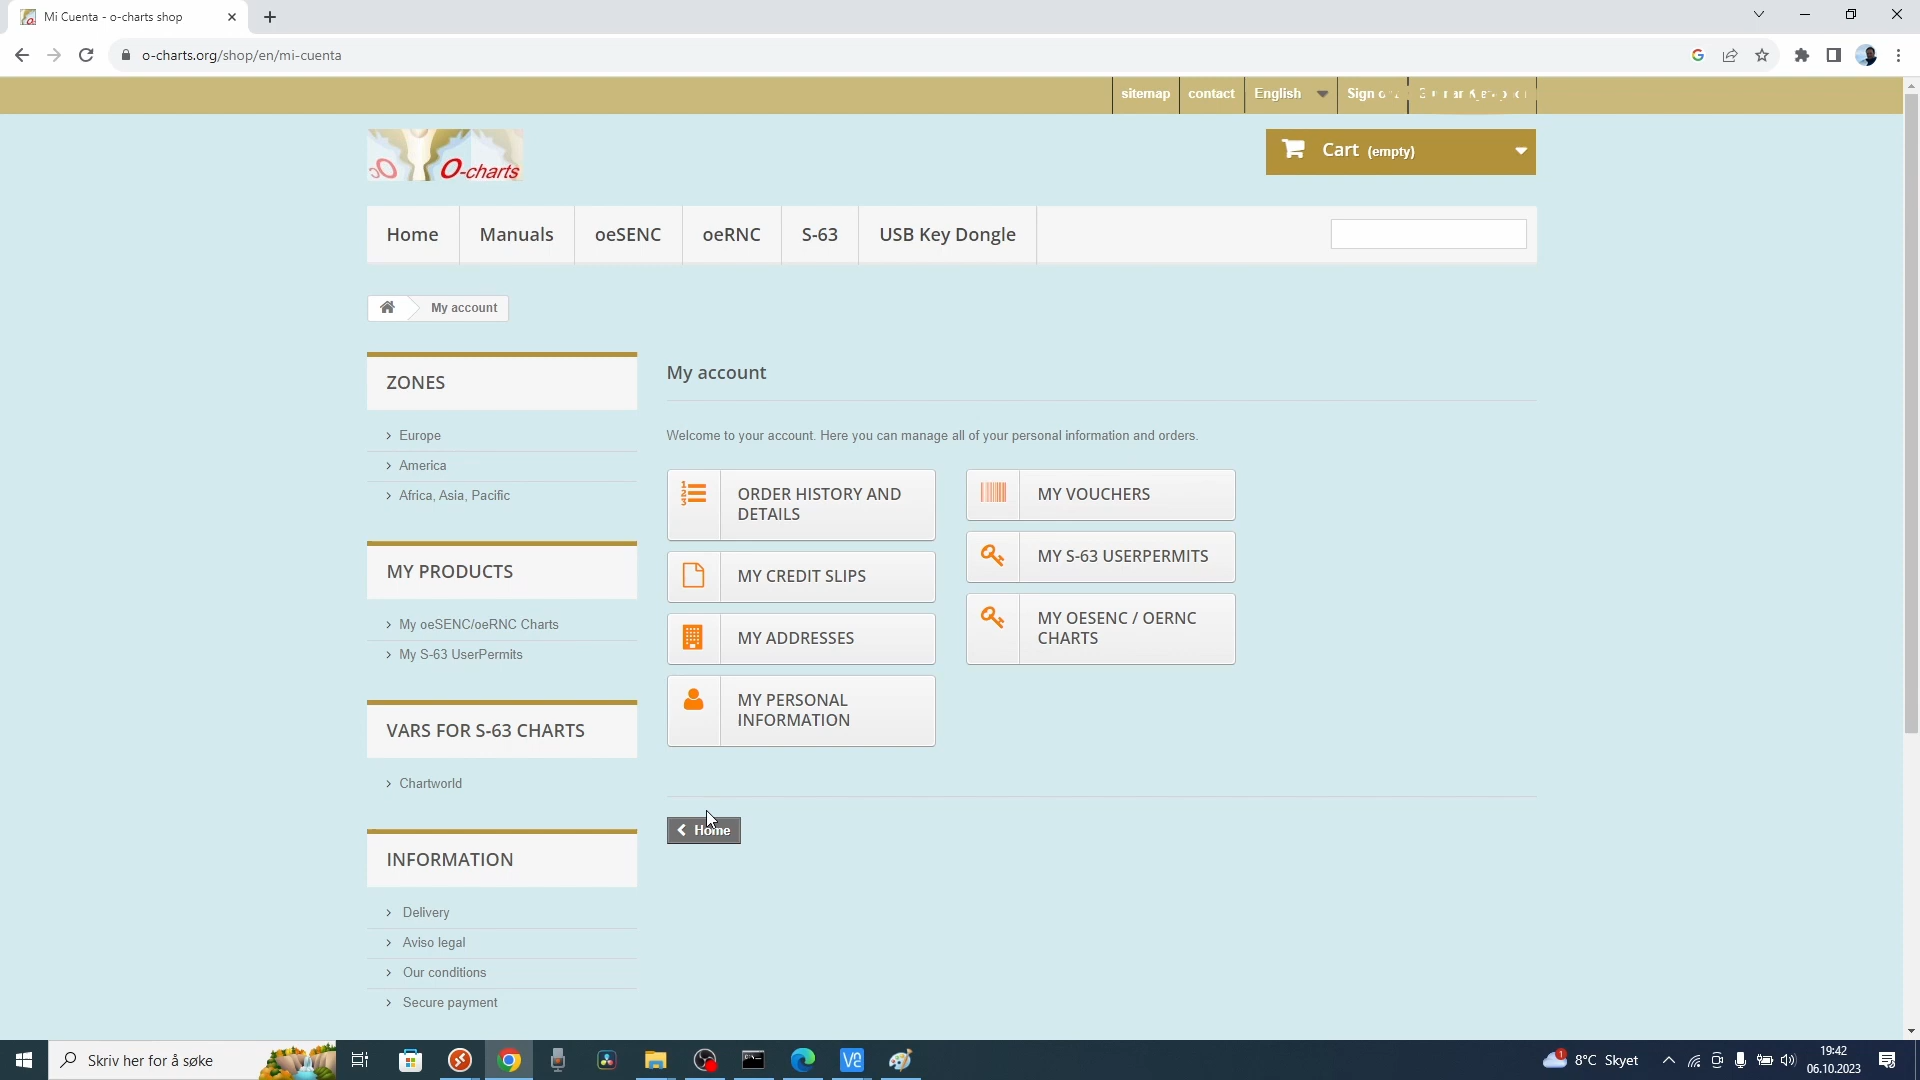 Mi Cuenta - o-charts shop
o-charts.org/shop/en/mi-cuenta
sitemap contact English Sign
O-charts
Cart (empty)
Home Manuals oeSENC oeRNC S-63 USB Key Dongle
My account
ZONES
Europe
America
Africa, Asia, Pacific
MY PRODUCTS
My oeSENC/oeRNC Charts
My S-63 UserPermits
VARS FOR S-63 CHARTS
Chartworld
INFORMATION
Delivery
Aviso legal
Our conditions
Secure payment
My account
Welcome to your account. Here you can manage all of your personal information and orders.
ORDER HISTORY AND
DETAILS
MY CREDIT SLIPS
MY ADDRESSES
MY PERSONAL
INFORMATION
MY VOUCHERS
MY S-63 USERPERMITS
MY OESENC / OERNC
CHARTS
Home
Skriv her for å søke
1
8°C Skyet
19:42
06.10.2023